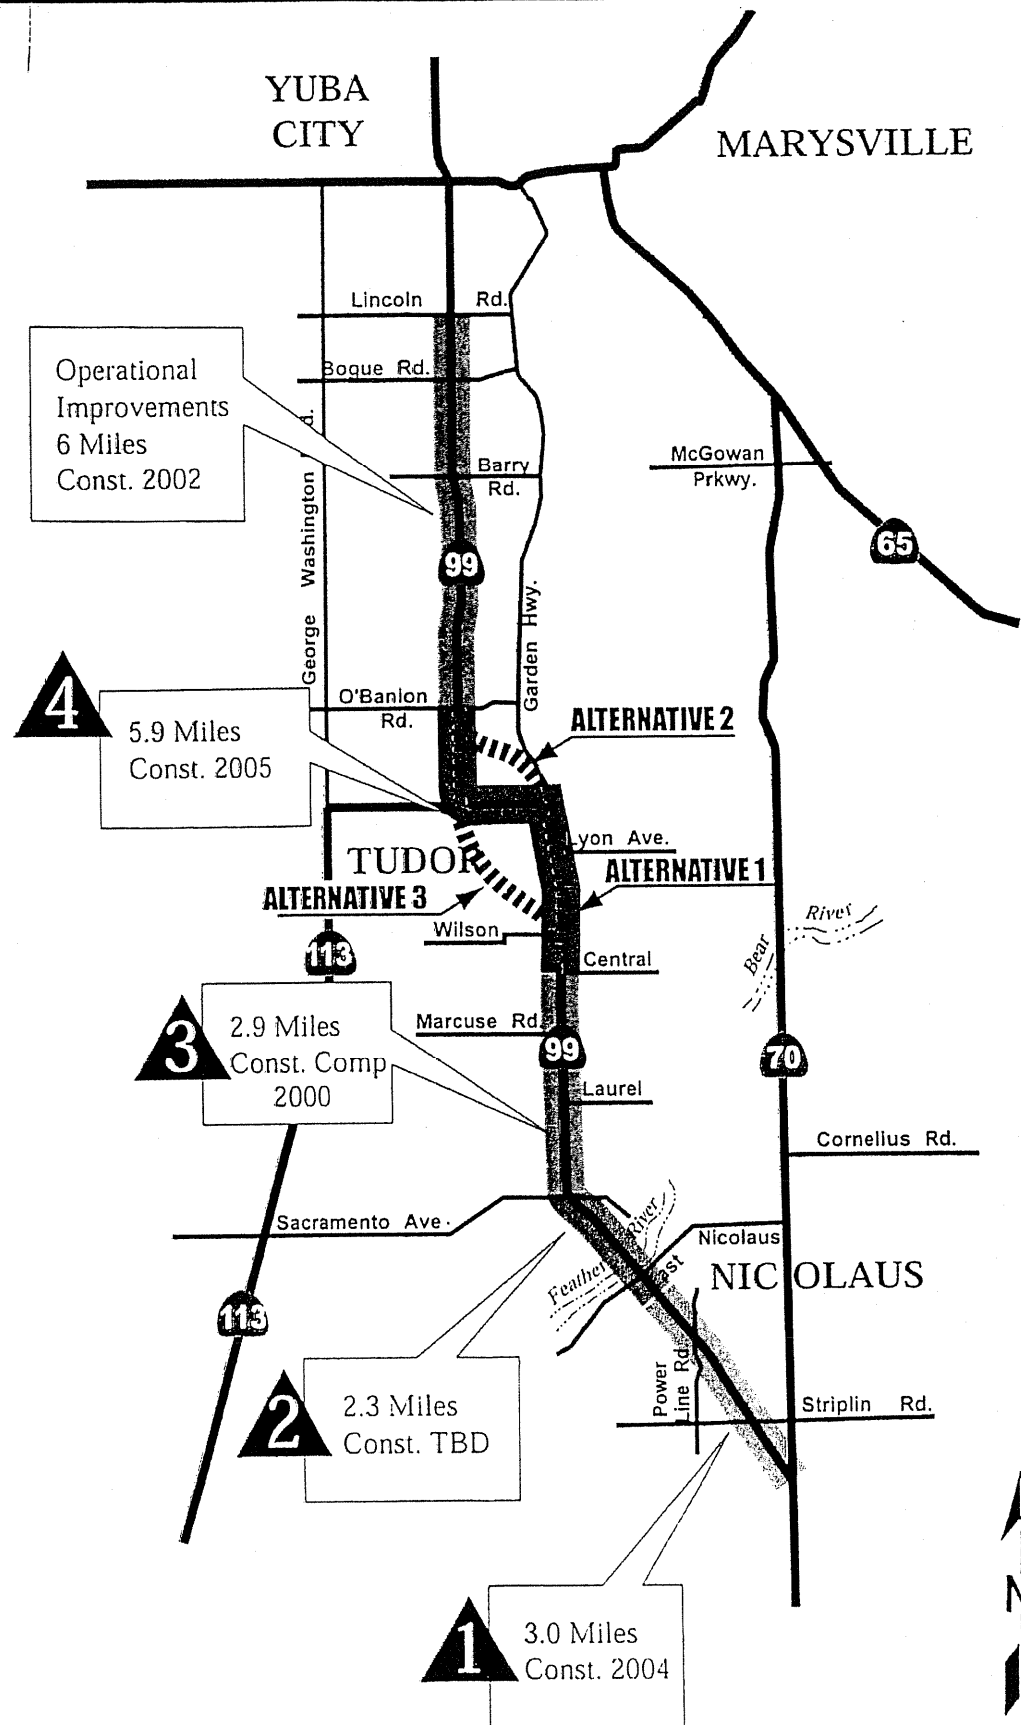 YUBA
CITY
MARYSVILLE
Lincoln Rd.
Operational
Improvements
6 Miles
Const. 2002
Bogue Rd.
Barry
Rd.
McGowan
Prkwy.
65
99
George Washington
Garden Hwy.
4
5.9 Miles
Const. 2005
O'Banion
Rd.
ALTERNATIVE 2
Lyon Ave.
TUDOR
ALTERNATIVE 1
ALTERNATIVE 3
Wilson
113
Central
Bear River
3
2.9 Miles
Const. Comp
2000
Marcuse Rd.
99
70
Laurel
Cornelius Rd.
Sacramento Ave.
Feather River
East
Nicolaus
NICOLAUS
113
2
2.3 Miles
Const. TBD
Power
Line Rd.
Striplin Rd.
1
3.0 Miles
Const. 2004
N